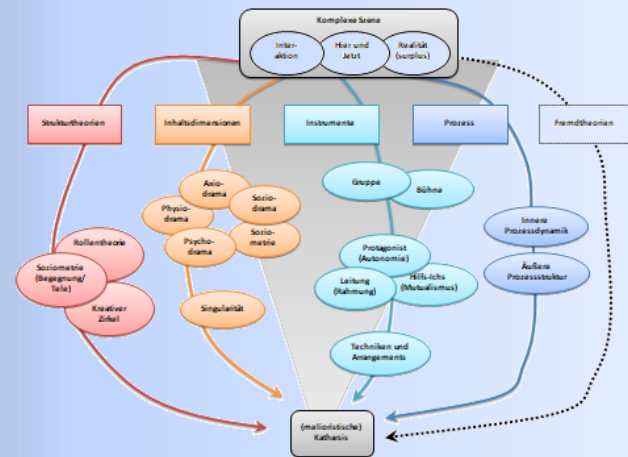 Komplexe Szene
Inter-
aktion
Hier und
Jetzt
Realität
(surplus)
Strukturtheorien
Inhaltsdimensionen
Instrumente
Prozess
Fremdtheorien
Axio-
drama
Physio-
drama
Sozio-
drama
Psycho-
drama
Sozio-
metrie
Gruppe
Bühne
Innere
Prozessdynamik
Rollentheorie
Soziometrie
(Begegnung/
Tele)
Kreativer
Zirkel
Singularität
Protagonist
(Autonomie)
Leitung
(Rahmung)
Hilfs-Ichs
(Mutualismus)
Äußere
Prozessstruktur
Techniken und
Arrangements
(melioristische)
Katharsis